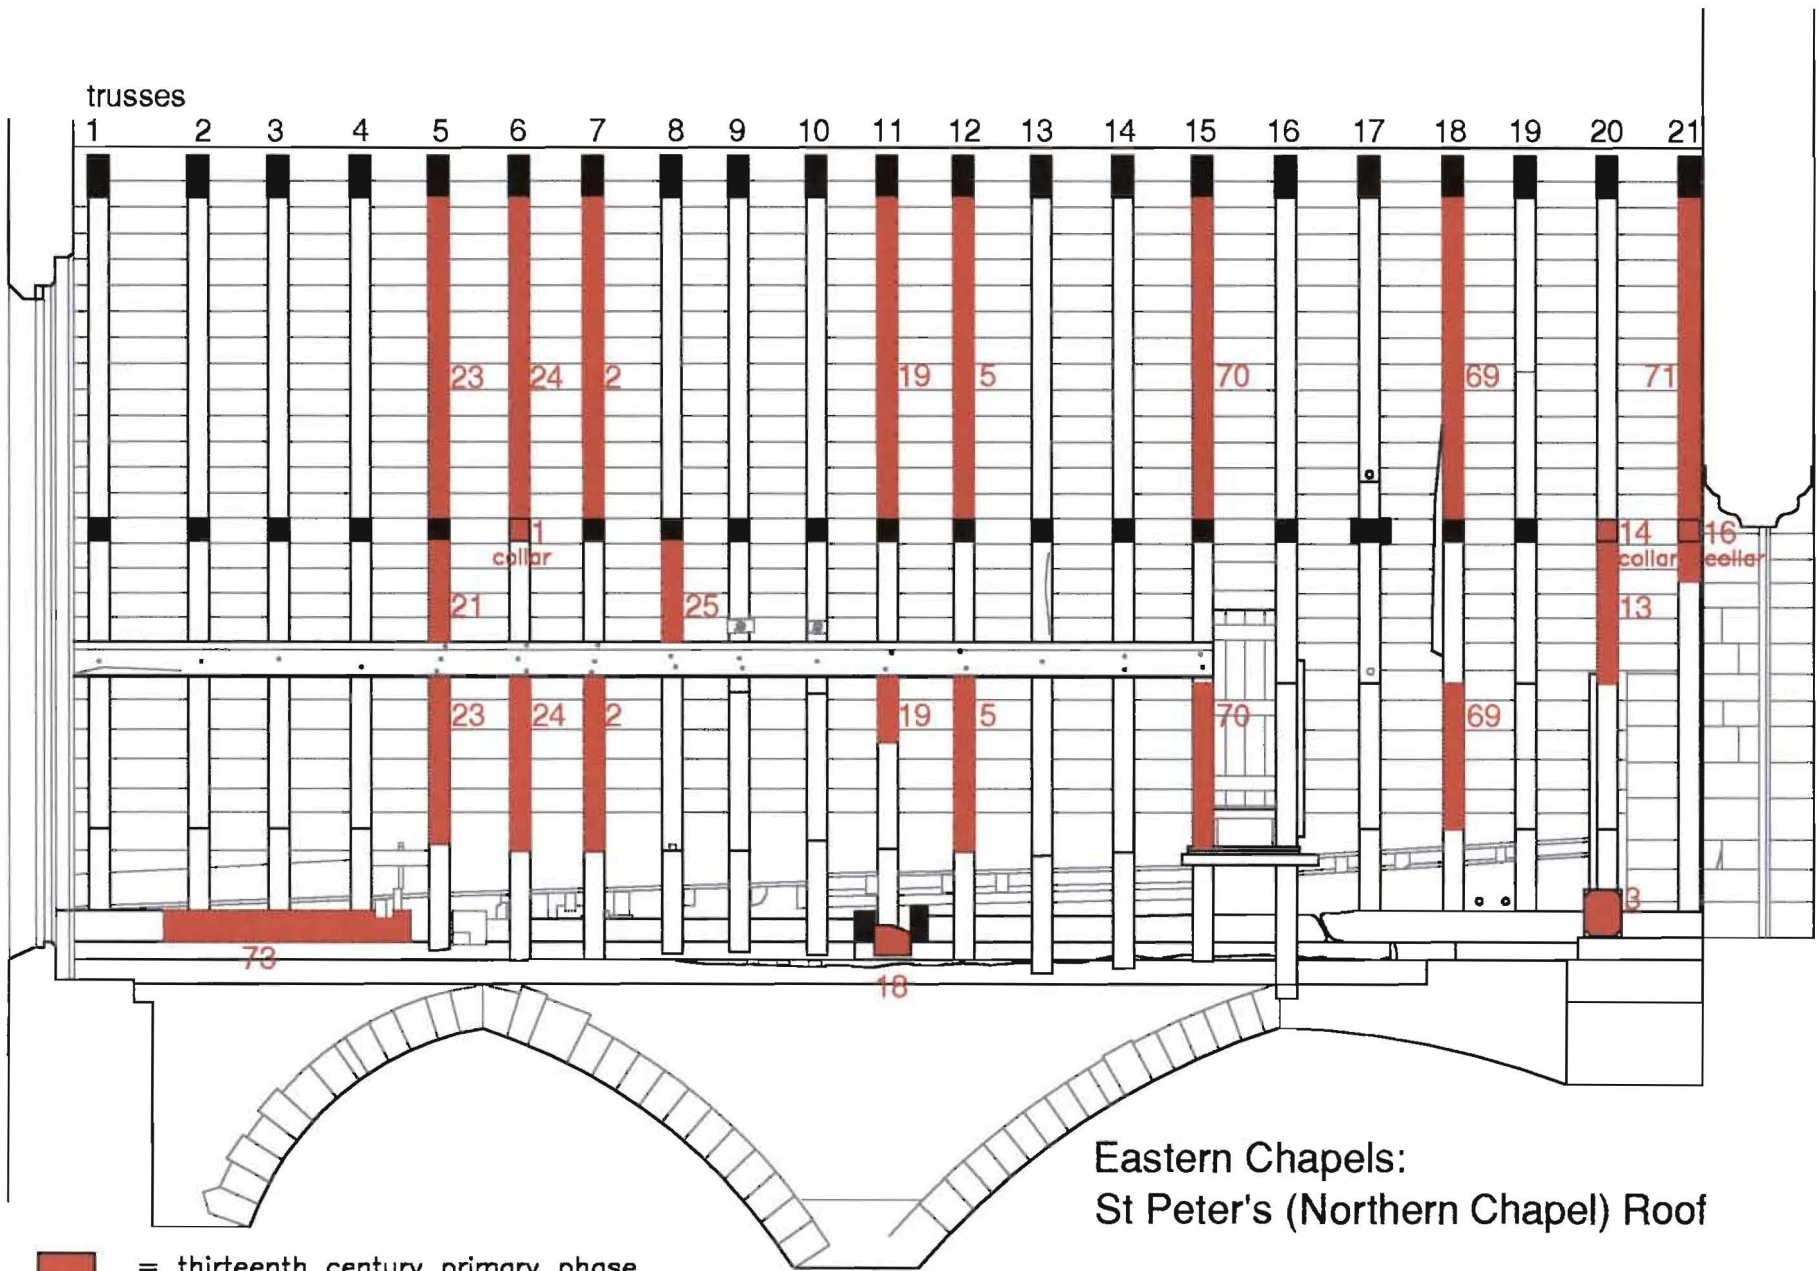 trusses
1 2 3 4 5 6 7 8 9 10 11 12 13 14 15 16 17 18 19 20 21
23 24 2 19 5 70 69 71
1 14 16
collar collar collar
21 25 13
23 24 2 19 5 70 69
3
73
18
Eastern Chapels:
St Peter's (Northern Chapel) Roof
= thirteenth century primary phase